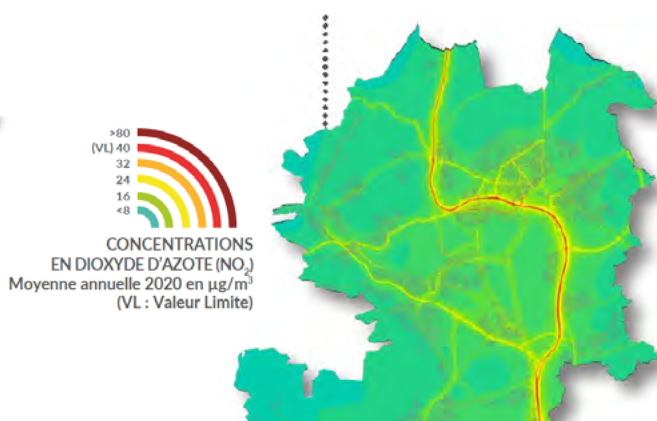 >80
(VL) 40
32
24
16
<8
CONCENTRATIONS
EN DIOXYDE D'AZOTE (NO₂)
Moyenne annuelle 2020 en µg/m³
(VL : Valeur Limite)